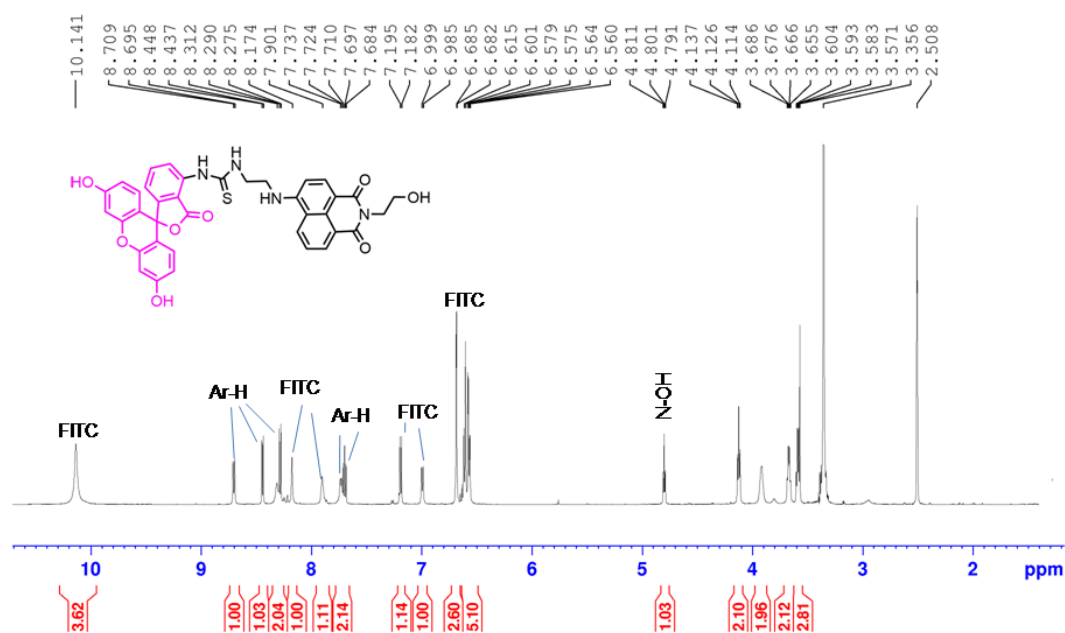 10.141
8.709
8.695
8.448
8.437
8.312
8.290
8.275
8.174
7.901
7.737
7.724
7.710
7.697
7.684
7.195
7.182
6.999
6.985
6.685
6.682
6.615
6.601
6.579
6.575
6.564
6.560
4.811
4.801
4.791
4.137
4.126
4.114
3.686
3.676
3.666
3.655
3.604
3.593
3.583
3.571
3.356
2.508
HO
H
N
H
N
S
HN
O
N
OH
O
O
O
O
OH
FITC
Ar-H
FITC
Ar-H
FITC
FITC
N-OH
10 9 8 7 6 5 4 3 2 ppm
3.62
1.00
1.03
2.04
1.00
1.11
2.14
1.14
1.00
2.60
5.10
1.03
2.10
1.96
2.12
2.81